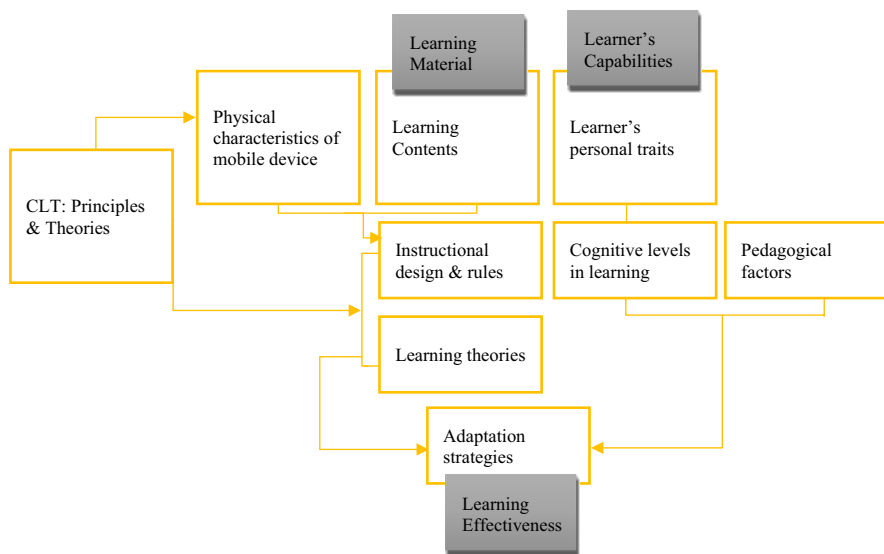 Learning
Material
Learner’s
Capabilities
Physical
characteristics of
mobile device
Learning
Contents
Learner’s
personal traits
CLT: Principles
& Theories
Instructional
design & rules
Cognitive levels
in learning
Pedagogical
factors
Learning theories
Adaptation
strategies
Learning
Effectiveness